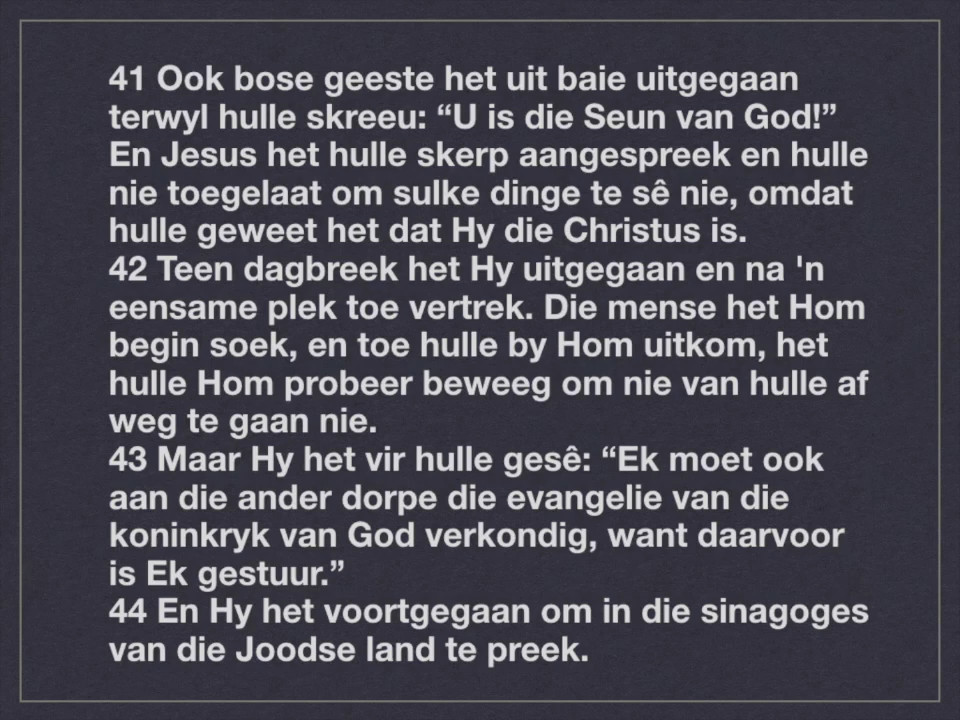 41 Ook bose geeste het uit baie uitgegaan
terwyl hulle skreeu: “U is die Seun van God!”
En Jesus het hulle skerp aangespreek en hulle
nie toegelaat om sulke dinge te sê nie, omdat
hulle geweet het dat Hy die Christus is.
42 Teen dagbreek het Hy uitgegaan en na 'n
eensame plek toe vertrek. Die mense het Hom
begin soek, en toe hulle by Hom uitkom, het
hulle Hom probeer beweeg om nie van hulle af
weg te gaan nie.
43 Maar Hy het vir hulle gesê: “Ek moet ook
aan die ander dorpe die evangelie van die
koninkryk van God verkondig, want daarvoor
is Ek gestuur.”
44 En Hy het voortgegaan om in die sinagoges
van die Joodse land te preek.